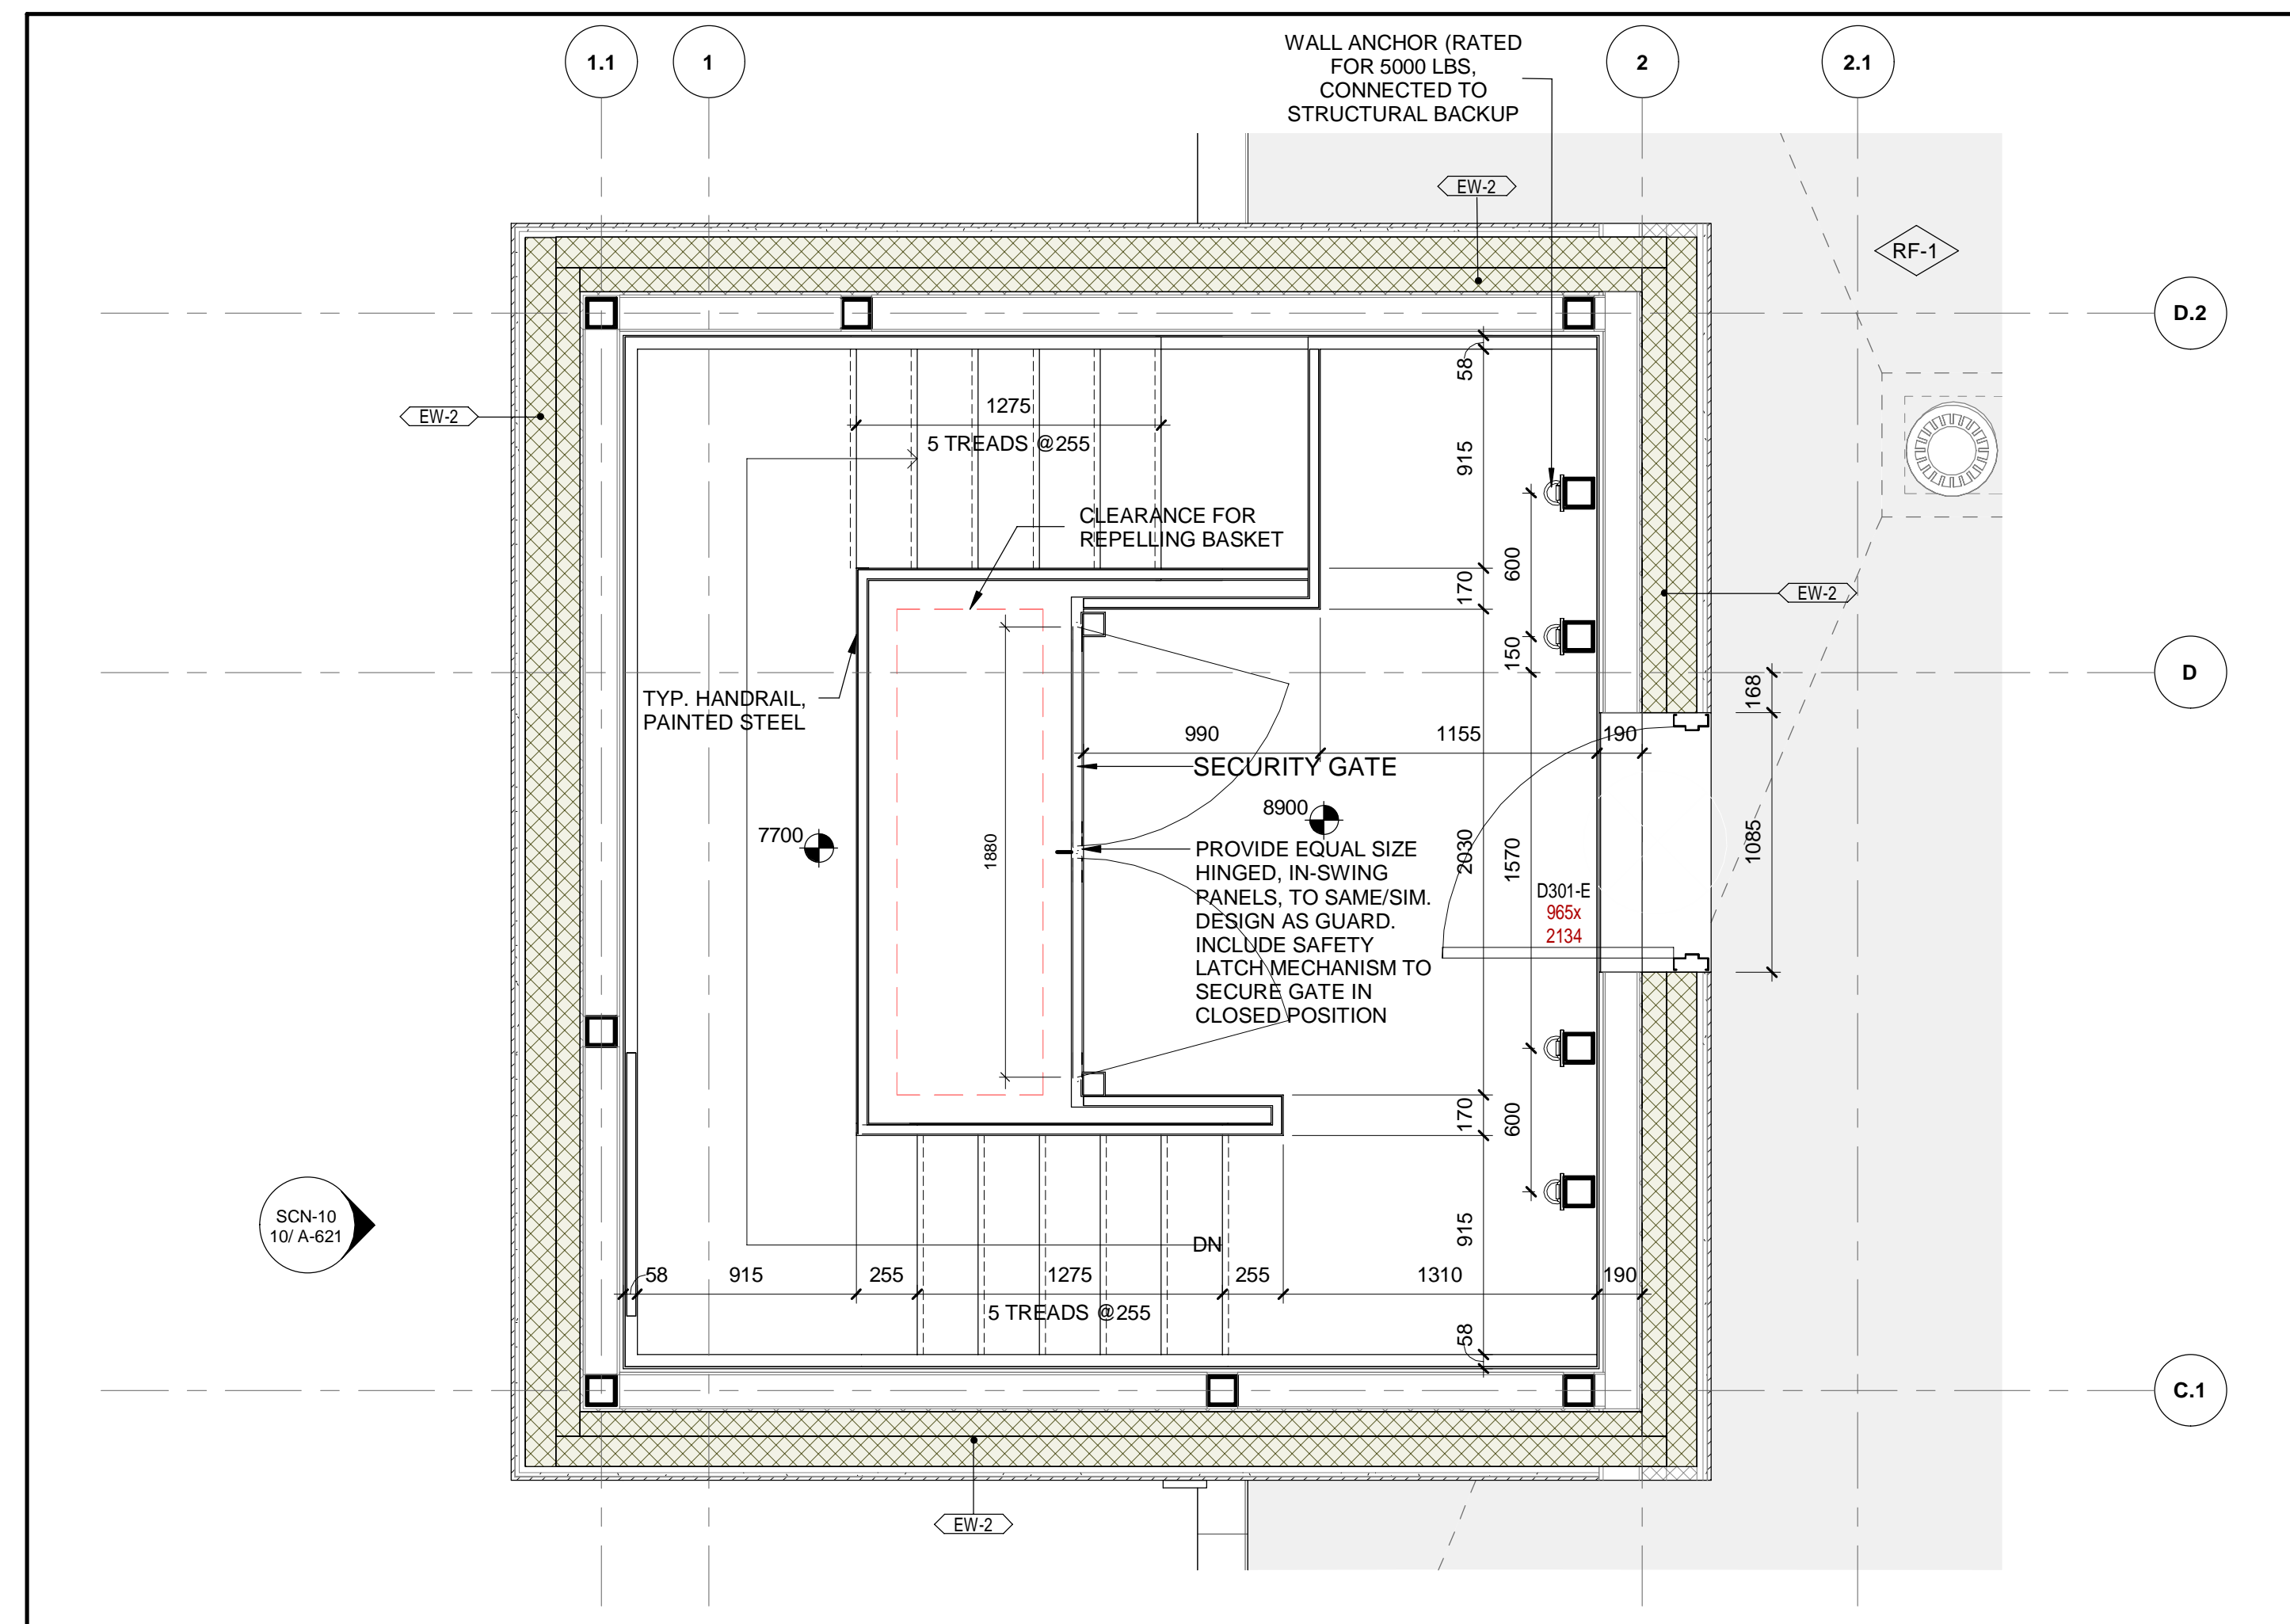 1.1
1
WALL ANCHOR (RATED
FOR 5000 LBS,
CONNECTED TO
STRUCTURAL BACKUP
2
2.1
EW-2
RF-1
D.2
58
EW-2
1275
5 TREADS @255
915
CLEARANCE FOR
REPELLING BASKET
600
170
EW-2
150
D
168
TYP. HANDRAIL,
PAINTED STEEL
990
1155
190
SECURITY GATE
8900
7700
1880
2030
1570
1085
PROVIDE EQUAL SIZE
HINGED, IN-SWING
PANELS, TO SAME/SIM.
DESIGN AS GUARD.
INCLUDE SAFETY
LATCH MECHANISM TO
SECURE GATE IN
CLOSED POSITION
D301-E
965x
2134
170
600
SCN-10
10/ A-621
915
DN
58
915
255
1275
255
1310
190
5 TREADS @255
58
C.1
EW-2